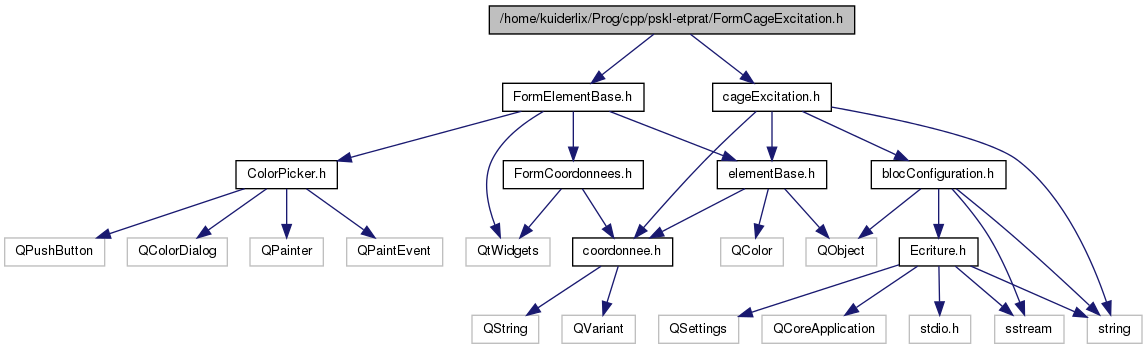 /home/kuiderlix/Prog/cpp/pskl-etprat/FormCageExcitation.h
FormElementBase.h
cageExcitation.h
ColorPicker.h
FormCoordonnees.h
elementBase.h
blocConfiguration.h
QPushButton
QColorDialog
QPainter
QPaintEvent
QtWidgets
coordonnee.h
QColor
QObject
Ecriture.h
QString
QVariant
QSettings
QCoreApplication
stdio.h
sstream
string